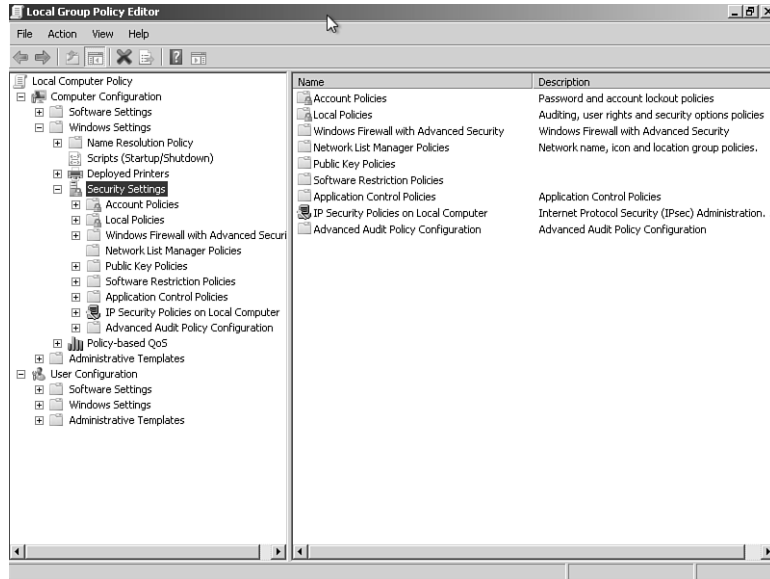 Local Group Policy Editor
File Action View Help
Local Computer Policy
Computer Configuration
Software Settings
Windows Settings
Name Resolution Policy
Scripts (Startup/Shutdown)
Deployed Printers
Security Settings
Account Policies
Local Policies
Windows Firewall with Advanced Securi
Network List Manager Policies
Public Key Policies
Software Restriction Policies
Application Control Policies
IP Security Policies on Local Computer
Advanced Audit Policy Configuration
Policy-based QoS
Administrative Templates
User Configuration
Software Settings
Windows Settings
Administrative Templates
Name Description
Account Policies Password and account lockout policies
Local Policies Auditing, user rights and security options policies
Windows Firewall with Advanced Security Windows Firewall with Advanced Security
Network List Manager Policies Network name, icon and location group policies.
Public Key Policies
Software Restriction Policies
Application Control Policies Application Control Policies
IP Security Policies on Local Computer Internet Protocol Security (IPsec) Administration.
Advanced Audit Policy Configuration Advanced Audit Policy Configuration